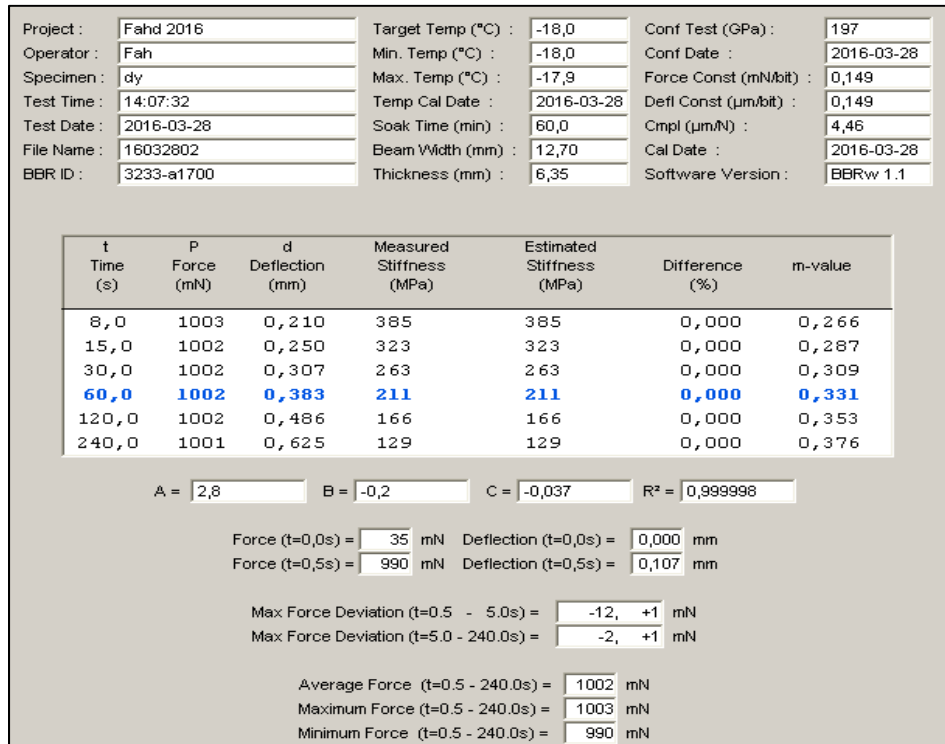 Project : Fahd 2016 Target Temp (°C) : -18,0 Conf Test (GPa) : 197
Operator : Fah Min. Temp (°C) : -18,0 Conf Date : 2016-03-28
Specimen : dy Max. Temp (°C) : -17,9 Force Const (mN/bit) : 0,149
Test Time : 14:07:32 Temp Cal Date : 2016-03-28 Defl Const (µm/bit) : 0,149
Test Date : 2016-03-28 Soak Time (min) : 60,0 Cmpl (µm/N) : 4,46
File Name : 16032802 Beam Width (mm) : 12,70 Cal Date : 2016-03-28
BBR ID : 3233-a1700 Thickness (mm) : 6,35 Software Version : BBRw 1.1
t P d Measured Estimated
Time Force Deflection Stiffness Stiffness Difference m-value
(s) (mN) (mm) (MPa) (MPa) (%)
8,0 1003 0,210 385 385 0,000 0,266
15,0 1002 0,250 323 323 0,000 0,287
30,0 1002 0,307 263 263 0,000 0,309
60,0 1002 0,383 211 211 0,000 0,331
120,0 1002 0,486 166 166 0,000 0,353
240,0 1001 0,625 129 129 0,000 0,376
A = 2,8 B = -0,2 C = -0,037 R² = 0,999998
Force (t=0,0s) = 35 mN Deflection (t=0,0s) = 0,000 mm
Force (t=0,5s) = 990 mN Deflection (t=0,5s) = 0,107 mm
Max Force Deviation (t=0.5 - 5.0s) = -12, +1 mN
Max Force Deviation (t=5.0 - 240.0s) = -2, +1 mN
Average Force (t=0.5 - 240.0s) = 1002 mN
Maximum Force (t=0.5 - 240.0s) = 1003 mN
Minimum Force (t=0.5 - 240.0s) = 990 mN